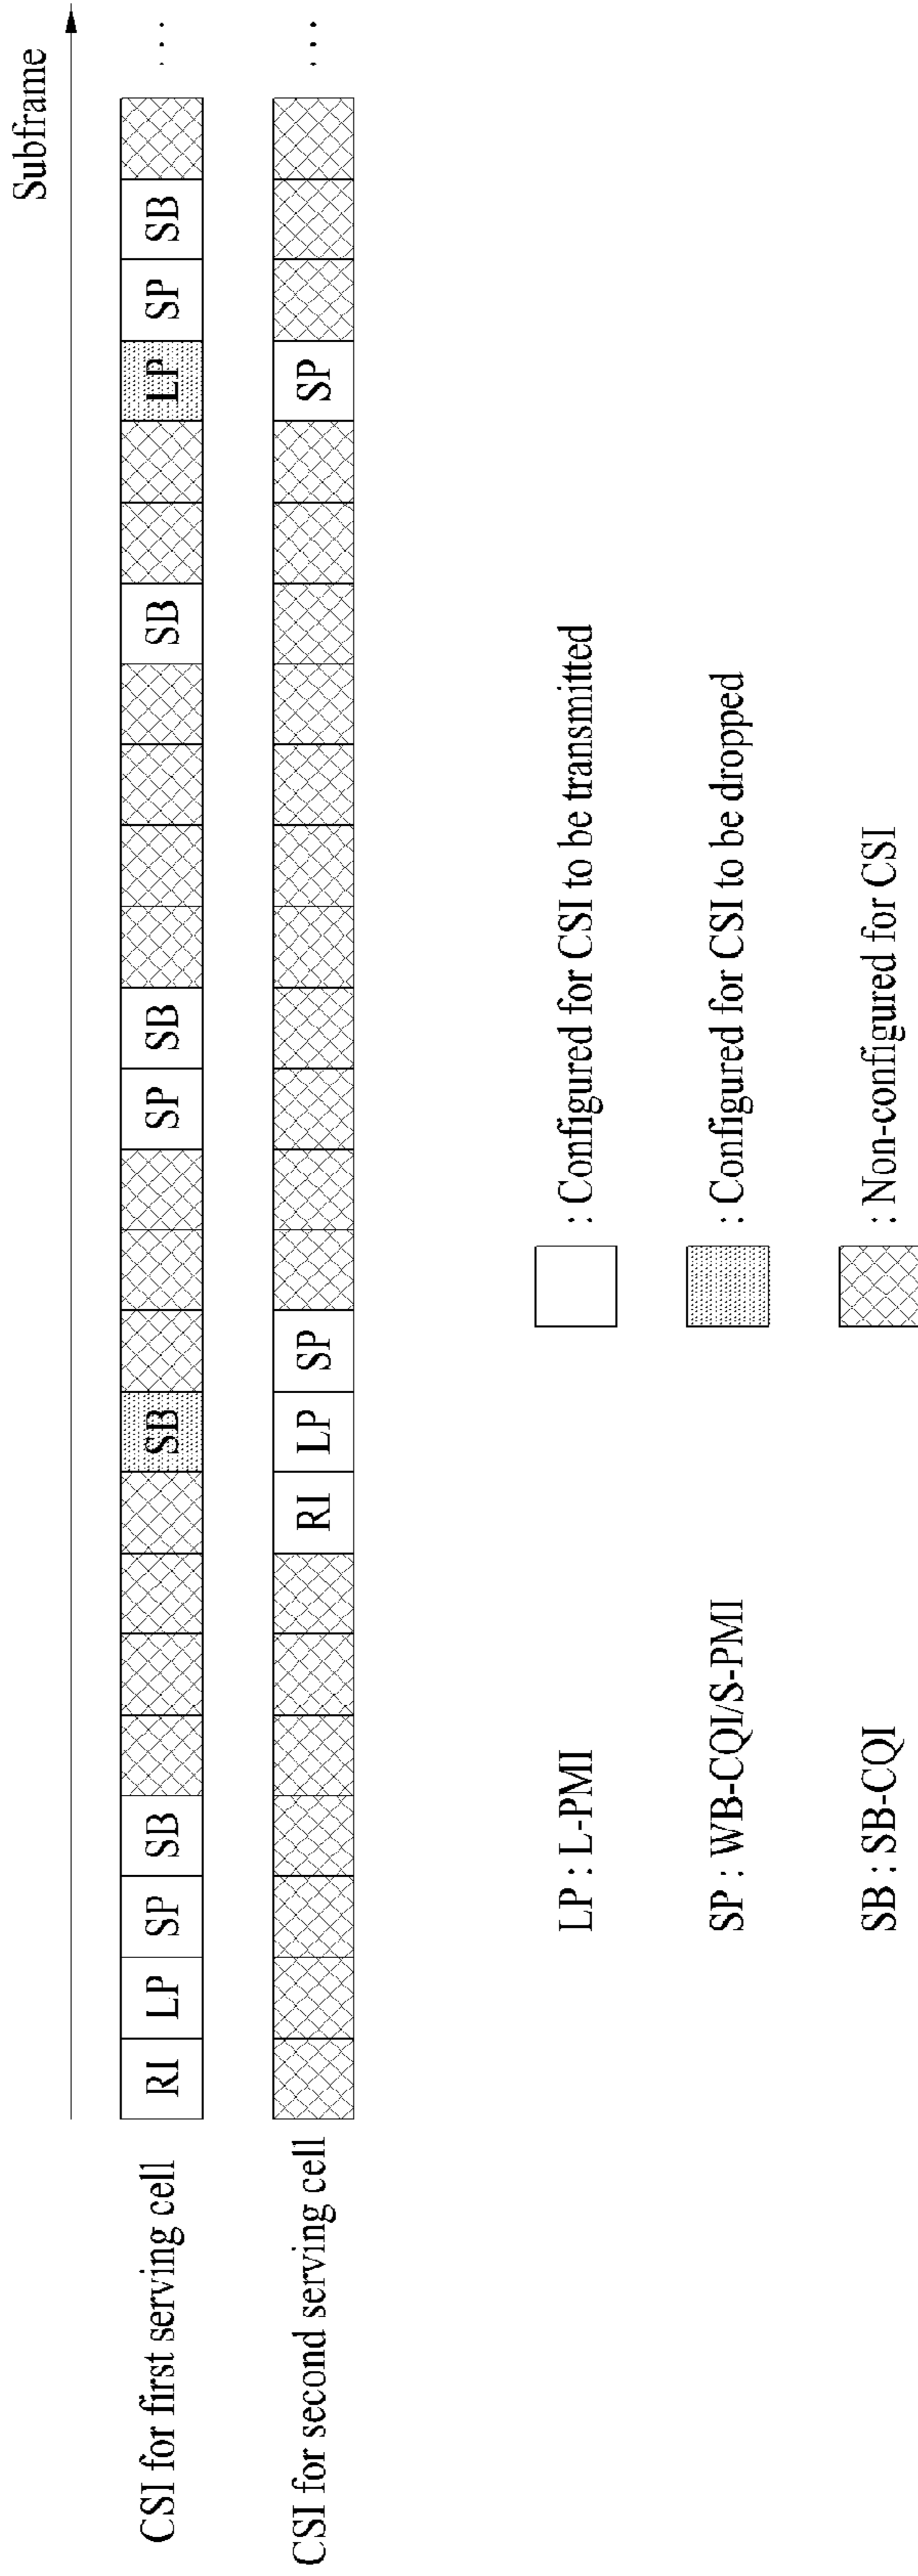 Subframe
CSI for first serving cell
RI LP SP SB SB SP SB SB LP SP SB ...
CSI for second serving cell
RI LP SP SP ...
LP : L-PMI
: Configured for CSI to be transmitted
SP : WB-CQI/S-PMI
: Configured for CSI to be dropped
SB : SB-CQI
: Non-configured for CSI